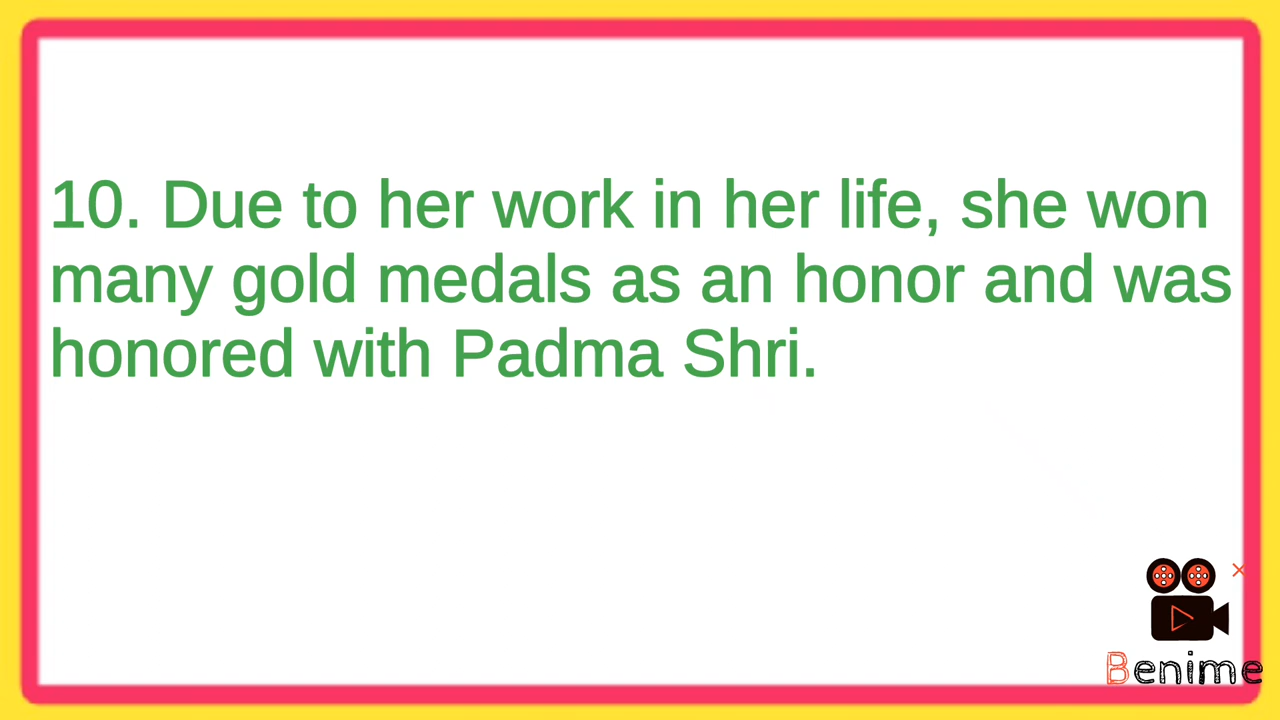 10. Due to her work in her life, she won
many gold medals as an honor and was
honored with Padma Shri.
Benime